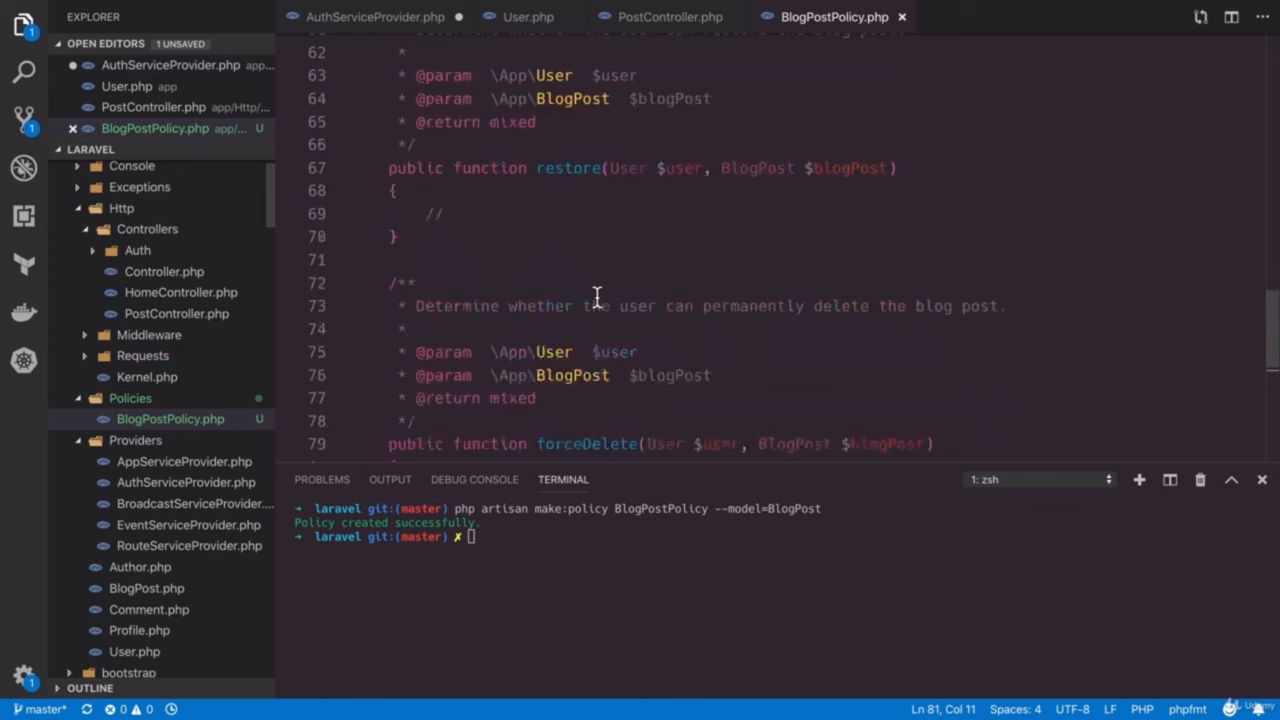 EXPLORER
AuthServiceProvider.php
User.php
PostController.php
BlogPostPolicy.php
OPEN EDITORS 1 UNSAVED
AuthServiceProvider.php app...
User.php app
PostController.php app/Http/...
BlogPostPolicy.php app/... U
LARAVEL
Console
Exceptions
Http
Controllers
Auth
Controller.php
HomeController.php
PostController.php
Middleware
Requests
Kernel.php
Policies
BlogPostPolicy.php U
Providers
AppServiceProvider.php
AuthServiceProvider.php
BroadcastServiceProvider....
EventServiceProvider.php
RouteServiceProvider.php
Author.php
BlogPost.php
Comment.php
Profile.php
User.php
bootstrap
OUTLINE
62 *
63 * @param \App\User $user
64 * @param \App\BlogPost $blogPost
65 * @return mixed
66 */
67 public function restore(User $user, BlogPost $blogPost)
68 {
69 //
70 }
71
72 /**
73 * Determine whether the user can permanently delete the blog post.
74 *
75 * @param \App\User $user
76 * @param \App\BlogPost $blogPost
77 * @return mixed
78 */
79 public function forceDelete(User $user, BlogPost $blogPost)
PROBLEMS OUTPUT DEBUG CONSOLE TERMINAL 1: zsh
➜ laravel git:(master) php artisan make:policy BlogPostPolicy --model=BlogPost
Policy created successfully.
➜ laravel git:(master) ✗
master* 0 0 Ln 81, Col 11 Spaces: 4 UTF-8 LF PHP phpfmt
Udemy